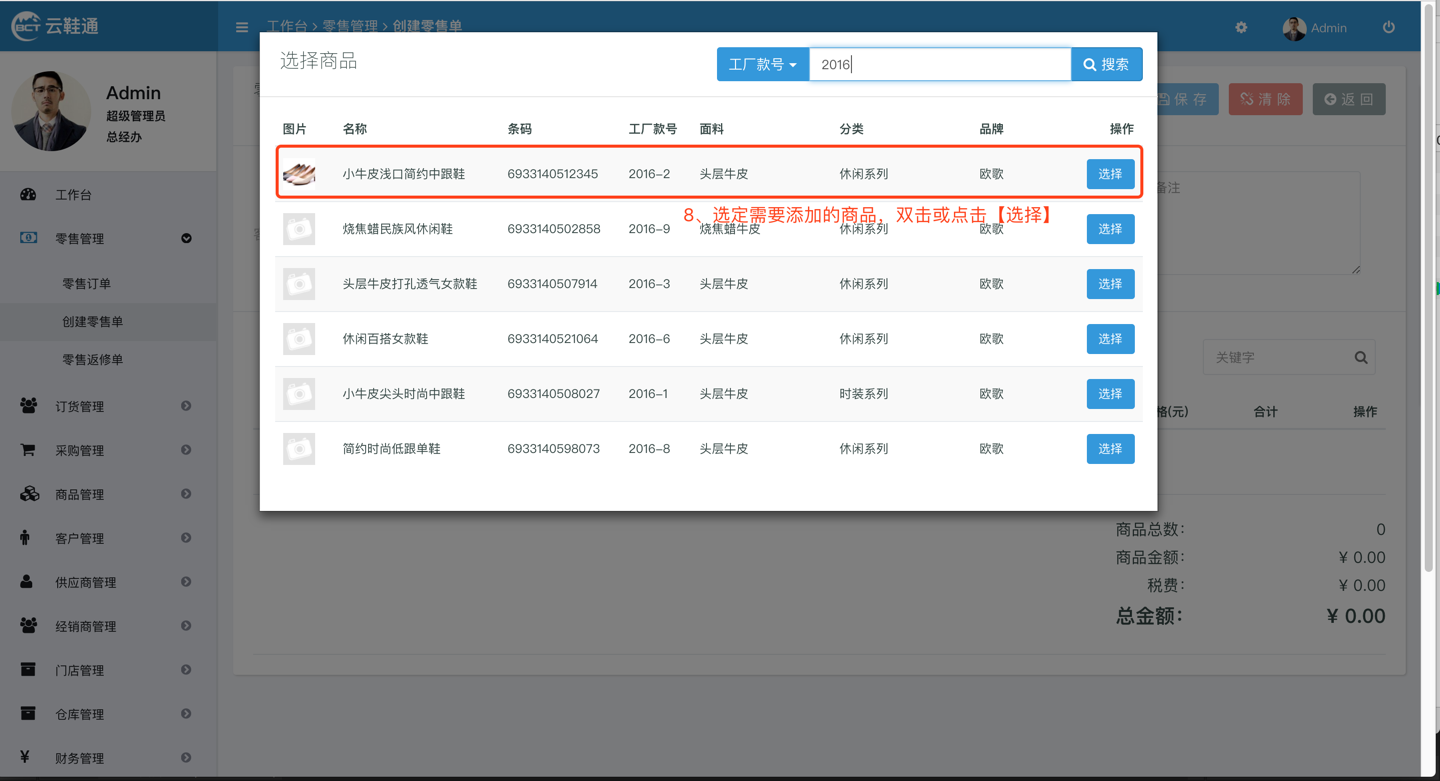 BCT 云鞋通
工作台 > 零售管理 > 创建零售单
Admin
Admin
超级管理员
总经办
工作台
零售管理
零售订单
创建零售单
零售返修单
订货管理
采购管理
商品管理
客户管理
供应商管理
经销商管理
门店管理
仓库管理
¥ 财务管理
选择商品
工厂款号 2016 搜索
图片 名称 条码 工厂款号 面料 分类 品牌 操作
小牛皮浅口简约中跟鞋 6933140512345 2016-2 头层牛皮 休闲系列 欧歌 选择
8、选定需要添加的商品，双击或点击【选择】
烧焦蜡民族风休闲鞋 6933140502858 2016-9 烧焦蜡牛皮 休闲系列 欧歌 选择
头层牛皮打孔透气女款鞋 6933140507914 2016-3 头层牛皮 休闲系列 欧歌 选择
休闲百搭女款鞋 6933140521064 2016-6 头层牛皮 休闲系列 欧歌 选择
小牛皮尖头时尚中跟鞋 6933140508027 2016-1 头层牛皮 时装系列 欧歌 选择
简约时尚低跟单鞋 6933140598073 2016-8 头层牛皮 休闲系列 欧歌 选择
保存 清除 返回
备注
关键字
格(元) 合计 操作
商品总数： 0
商品金额： ¥ 0.00
税费： ¥ 0.00
总金额： ¥ 0.00